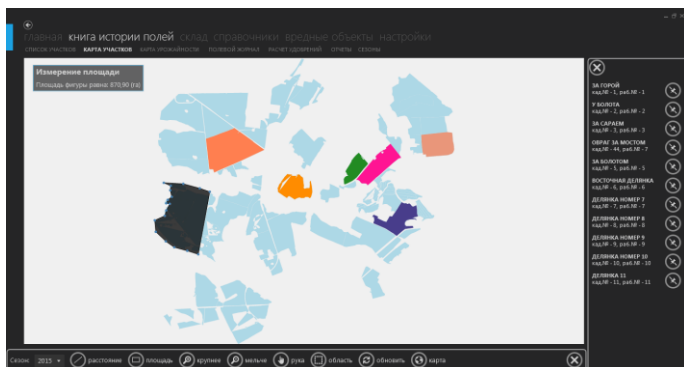 главная книга истории полей склад справочники вредные объекты настройки
СПИСОК УЧАСТКОВ КАРТА УЧАСТКОВ КАРТА УРОЖАЙНОСТИ ПОЛЕВОЙ ЖУРНАЛ РАСЧЕТ УДОБРЕНИЙ ОТЧЕТЫ СЕЗОНЫ
Измерение площади
Площадь фигуры равна: 879,90 [га]
ЗА ГОРОЙ
кад.№ - 1, раб.№ - 1
У БОЛОТА
кад.№ - 2, раб.№ - 2
ЗА САРАЕМ
кад.№ - 3, раб.№ - 3
ОВРАГ ЗА МОСТОМ
кад.№ - 44, раб.№ - 7
ЗА БОЛОТОМ
кад.№ - 5, раб.№ - 5
ВОСТОЧНАЯ ДЕЛЯНКА
кад.№ - 6, раб.№ - 6
ДЕЛЯНКА НОМЕР 7
кад.№ - 7, раб.№ - 7
ДЕЛЯНКА НОМЕР 8
кад.№ - 8, раб.№ - 8
ДЕЛЯНКА НОМЕР 9
кад.№ - 9, раб.№ - 9
ДЕЛЯНКА НОМЕР 10
кад.№ - 10, раб.№ - 10
ДЕЛЯНКА 11
кад.№ - 11, раб.№ - 11
Сезон: 2015 расстояние площадь крупнее мельче рука область обновить карта